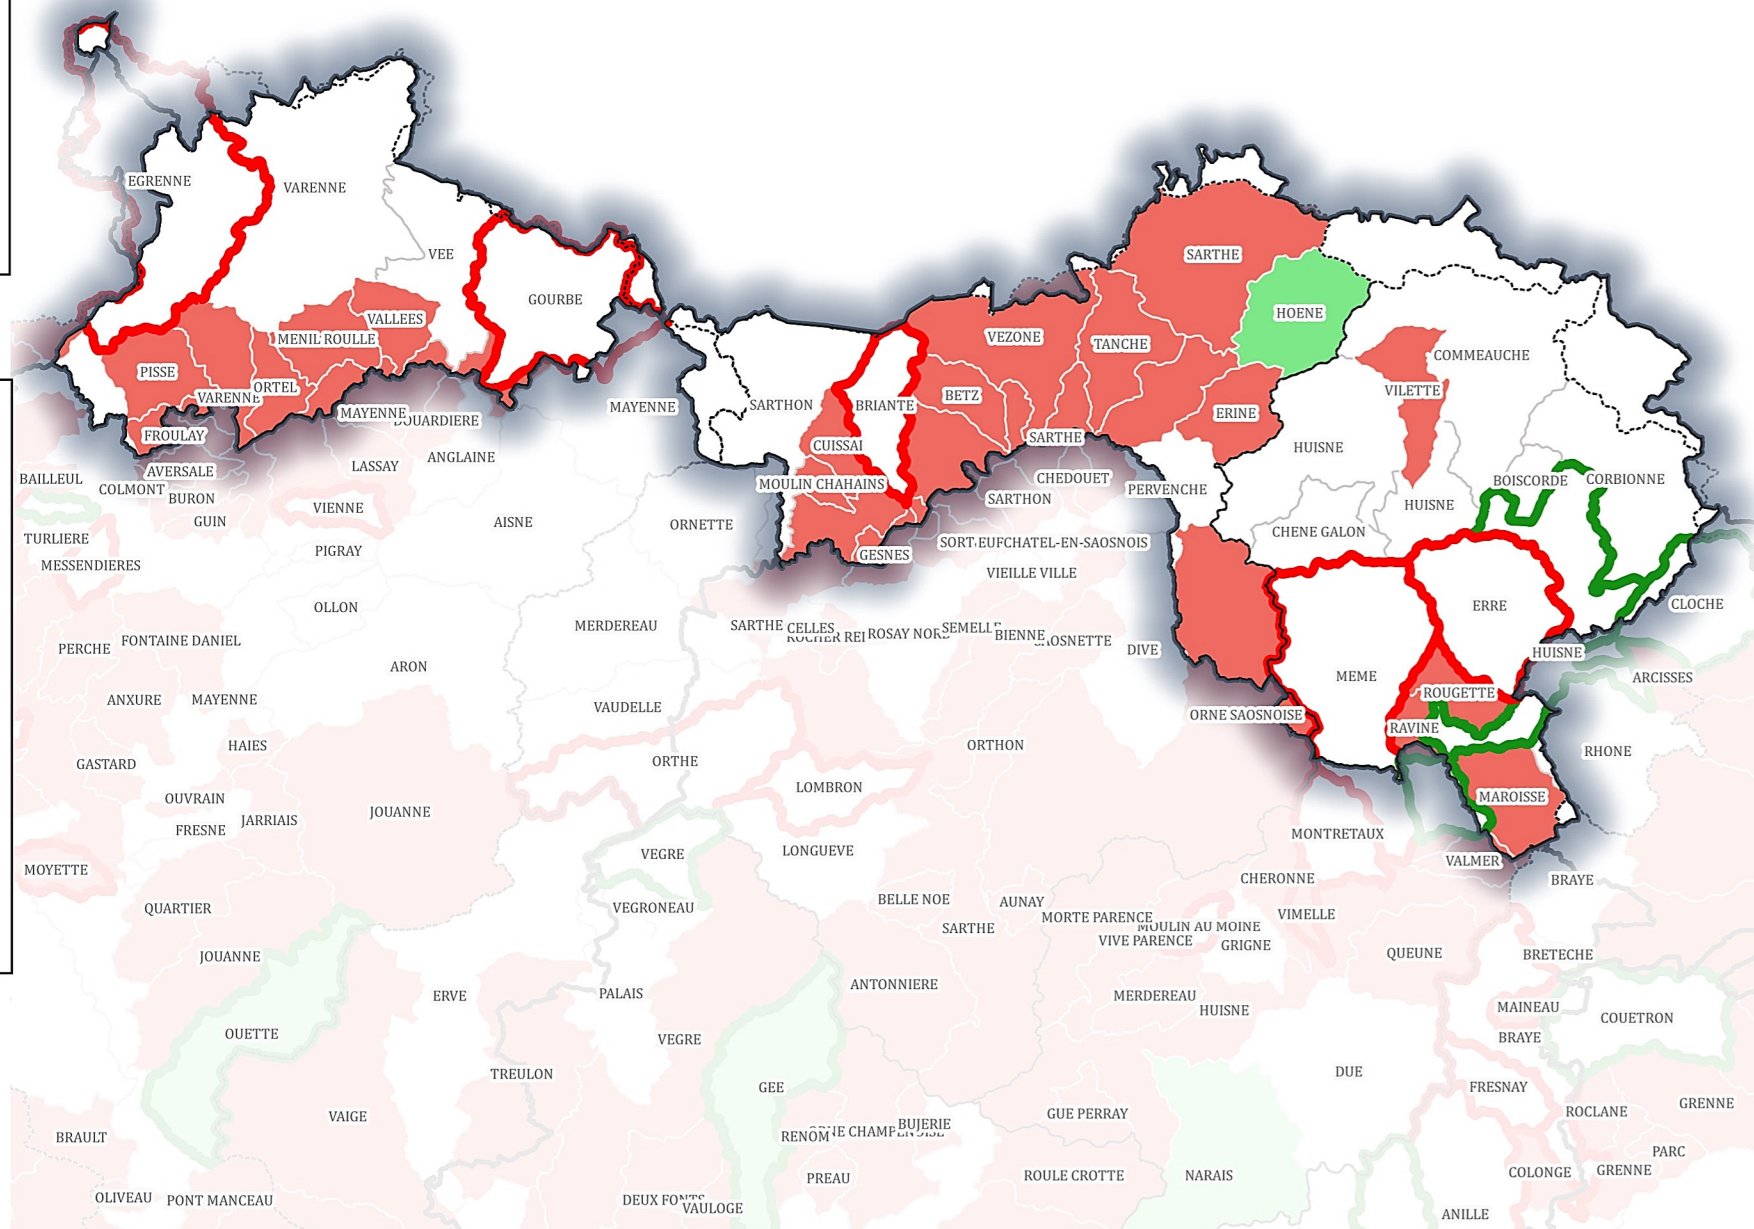 EGRENNE
VARENNE
VEE
GOURBE
SARTHE
HOENE
VALLEES
MENIL ROULLE
VEZONE
TANCHE
COMMEAUCHE
PISSE
ORTEL
VARENNE
VILETTE
BETZ
SARTHON
BRIANTE
MAYENNE
MAYENNE
ERINE
FROULAY
SARTHE
CUISSAI
HUISNE
ANGLAINE
LASSAY
AVERSALE
BAILLEUL
COLMONT
BURON
MOULIN CHAHAINS
CHEDOUET
PERVENCHE
BOISCORDE
CORBIONNE
SARTHON
HUISNE
VIENNE
GUIN
AISNE
ORNETTE
CHENE GALON
TURLIERE
PIGRAY
GESNES
MESSENDIERES
VIEILLE VILLE
OLLON
ERRE
CLOCHE
MERDEREAU
SARTHE
CELLES
SEMELLE
BIENNE
PERCHE
FONTAINE DANIEL
DIVE
HUISNE
ARON
MEME
ARCISSES
ANXURE
MAYENNE
VAUDELLE
ROUGETTE
ORNE SAOSNOISE
RAVINE
HAIES
ORTHON
RHONE
GASTARD
ORTHE
OUVRAIN
LOMBRON
MAROISSE
JARRIAIS
JOUANNE
FRESNE
MONTRETAUX
LONGUEVE
VEGRE
MOYETTE
VALMER
CHERONNE
BRAYE
QUARTIER
VEGRONEAU
BELLE NOE
AUNAY
MORTE PARENCE
VIMELLE
SARTHE
MOULIN AU MOINE
VIVE PARENCE
GRIGNE
JOUANNE
QUEUNE
BRETECHE
ERVE
PALAIS
ANTONNIERE
MERDEREAU
HUISNE
MAINEAU
COUETRON
OUETTE
VEGRE
BRAYE
TREULON
DUE
GEE
FRESNAY
VAIGE
GUE PERRAY
ROCLANE
GRENNE
BRAULT
RENOM
BUJERIE
PARC
PREAU
ROULE CROTTE
NARAIS
COLONGE
GRENNE
OLIVEAU
PONT MANCEAU
DEUX FONTS
VAULOGE
ANILLE